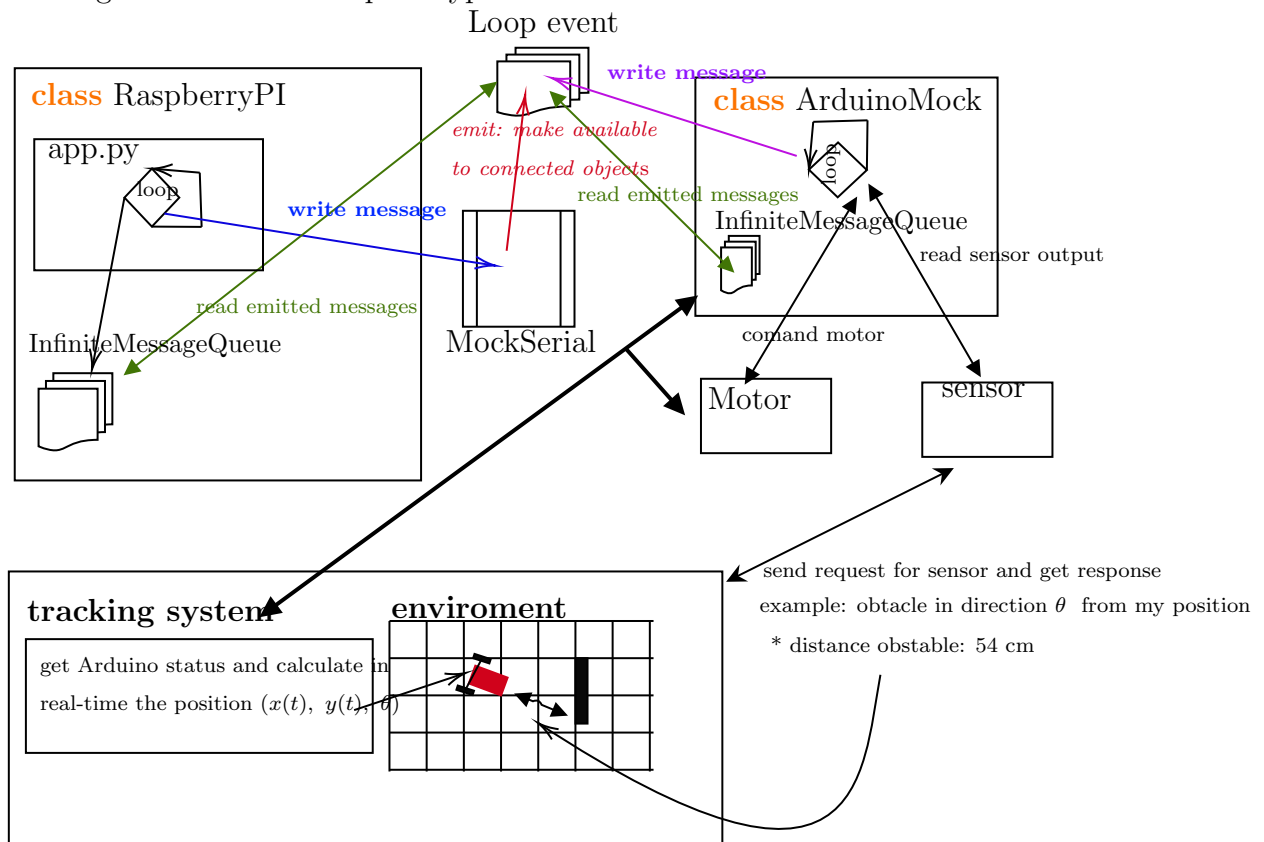 Loop event
write message
class RaspberryPI
class ArduinoMock
app.py
loop
emit: make available
to connected objects
loop
read emitted messages
write message
InfiniteMessageQueue
read sensor output
read emitted messages
InfiniteMessageQueue
MockSerial
comand motor
Motor
sensor
send request for sensor and get response
example: obtacle in direction θ from my position
* distance obstable: 54 cm
tracking system
enviroment
get Arduino status and calculate in
real-time the position (x(t), y(t), θ)